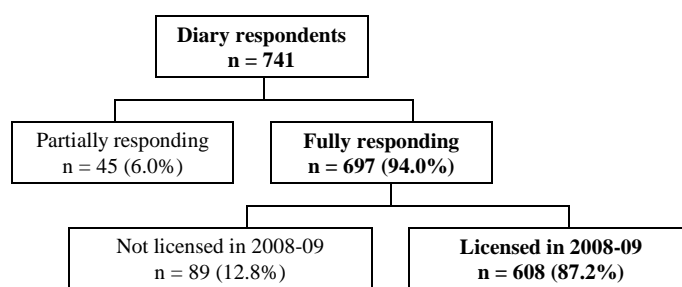 Diary respondents
n = 741
Partially responding
n = 45 (6.0%)
Fully responding
n = 697 (94.0%)
Not licensed in 2008-09
n = 89 (12.8%)
Licensed in 2008-09
n = 608 (87.2%)